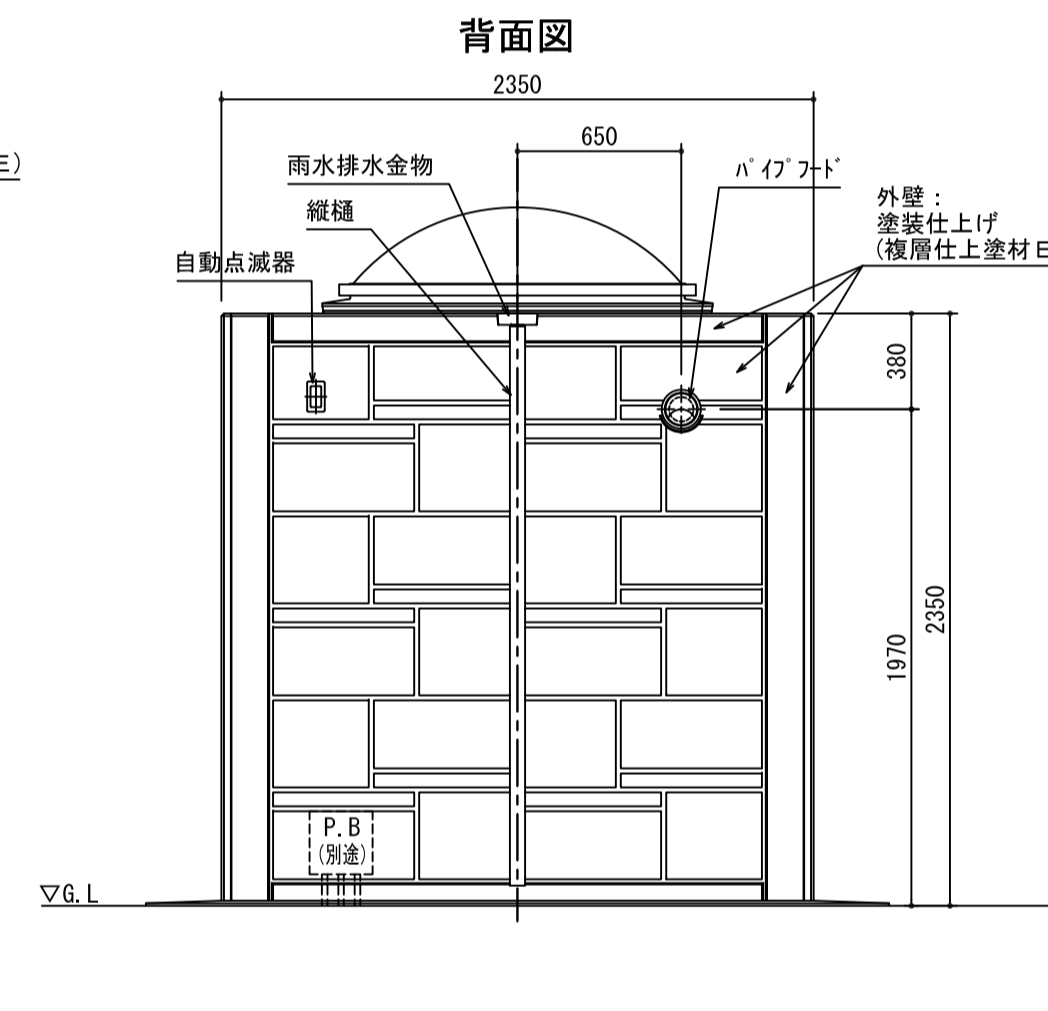 背面図
2350
650
E)
雨水排水金物
パイプフード
縦樋
外壁：
塗装仕上げ
(複層仕上塗材E
自動点滅器
380
2350
1970
P.B
(別途)
▽G.L